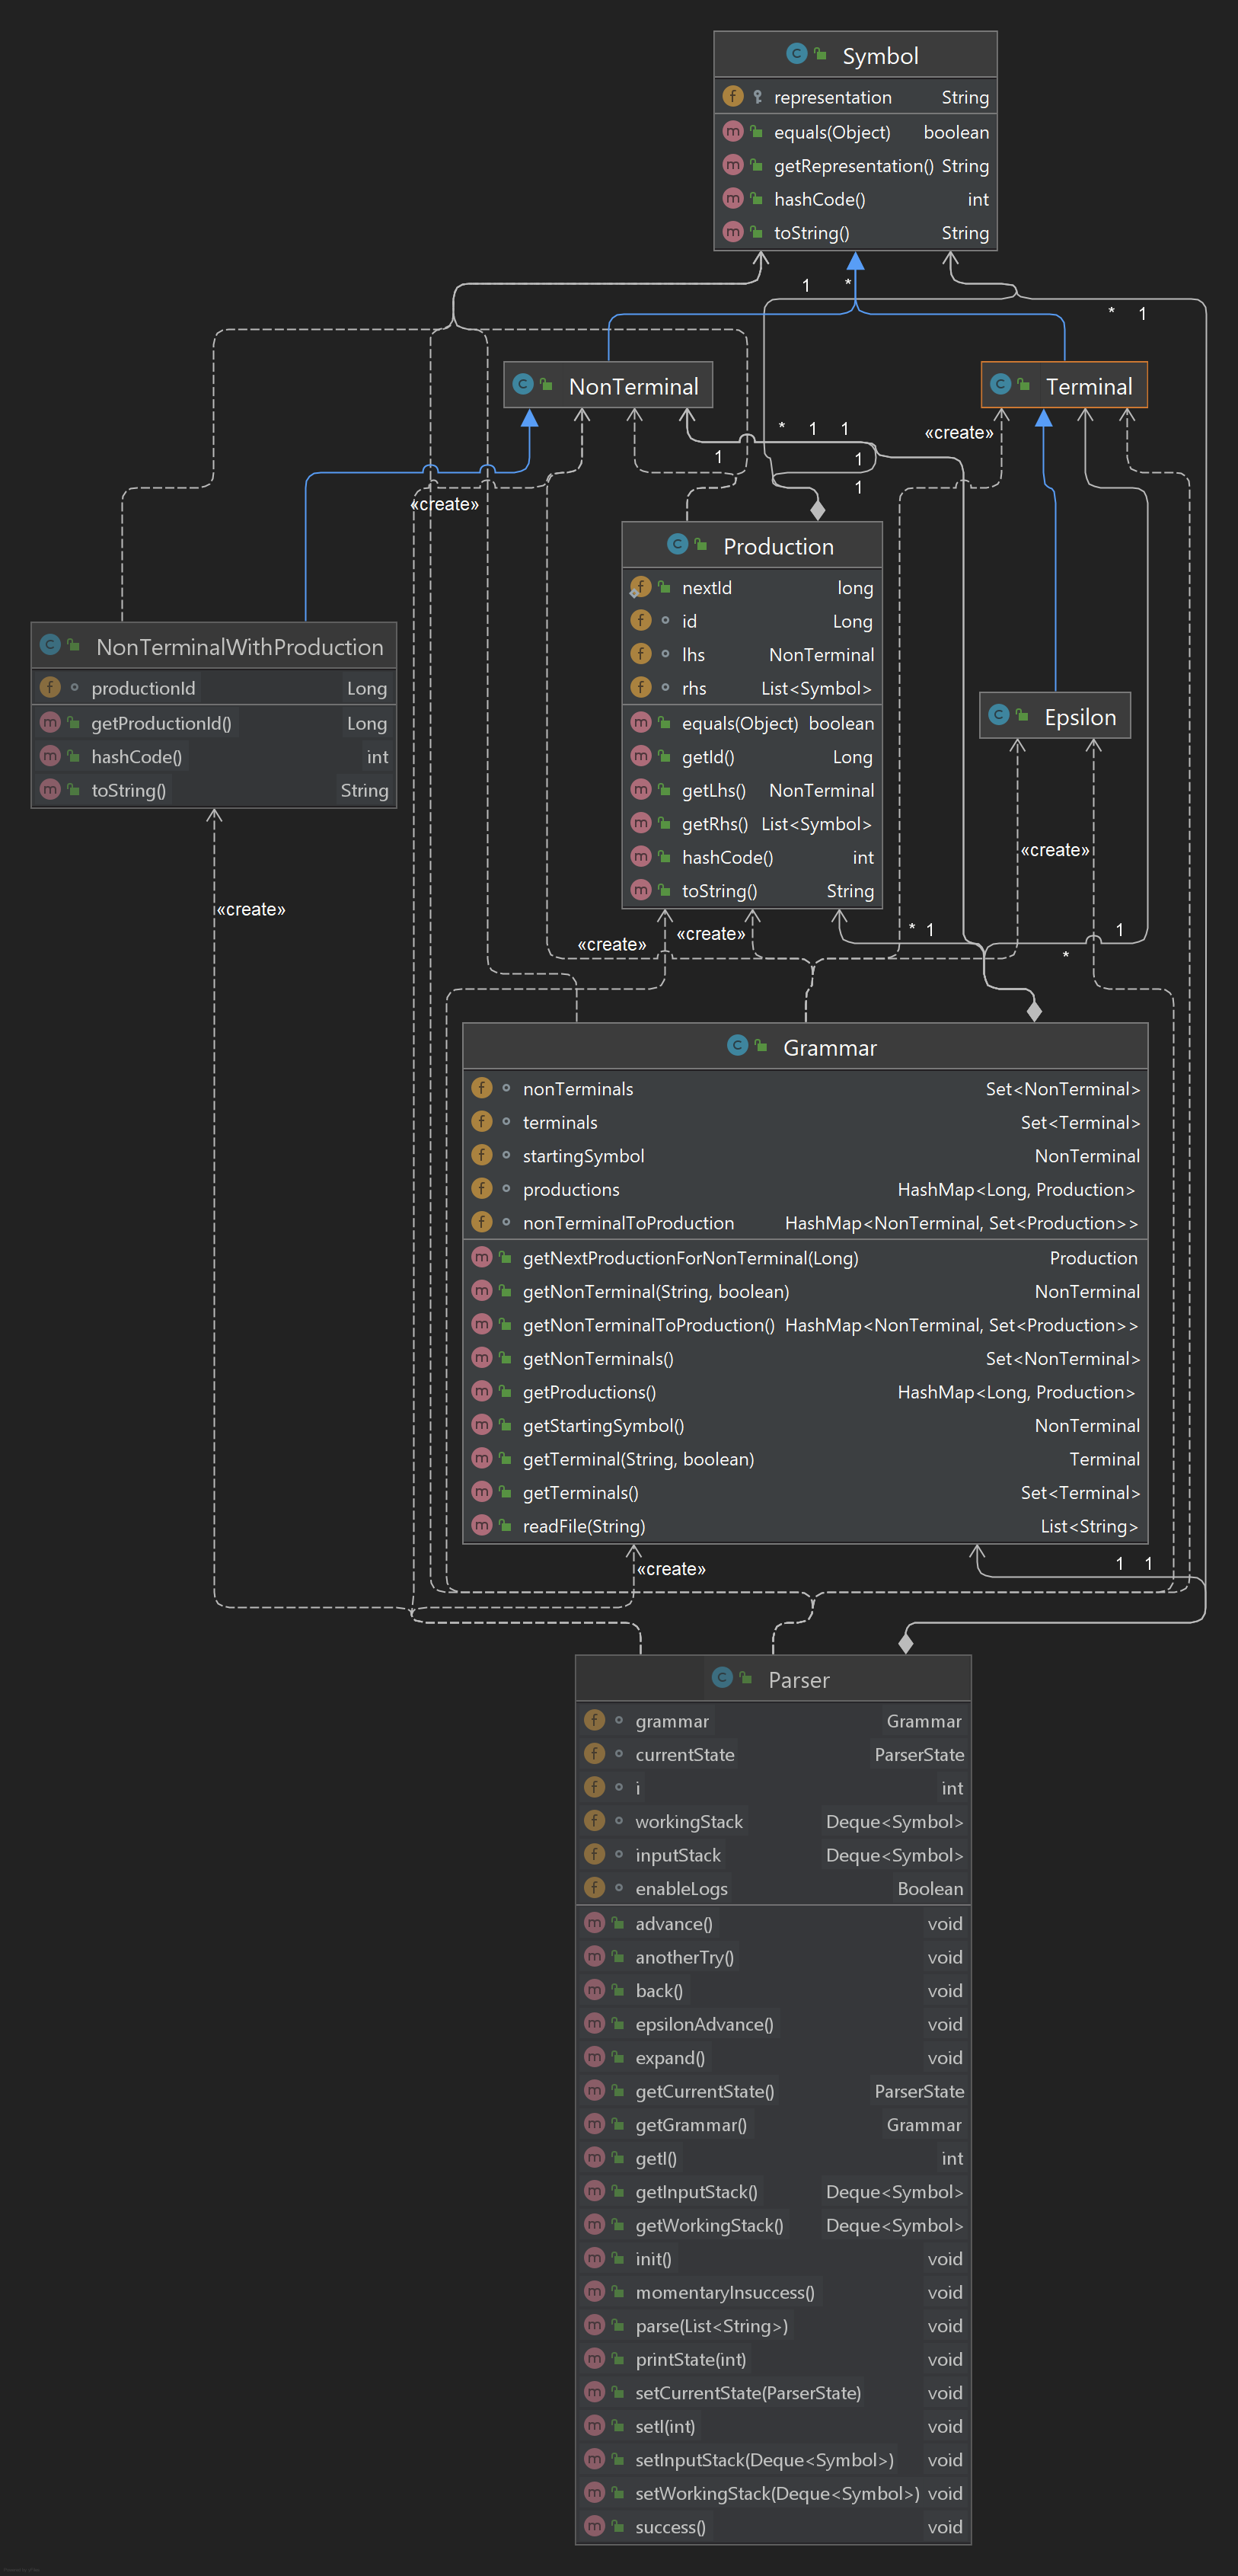 Symbol
representation String
equals(Object) boolean
getRepresentation() String
hashCode() int
toString() String
1 *
* 1
NonTerminal
Terminal
«create»
* 1 1
1
1
1
«create»
Production
nextId long
id Long
lhs NonTerminal
rhs List<Symbol>
equals(Object) boolean
getId() Long
getLhs() NonTerminal
getRhs() List<Symbol>
hashCode() int
toString() String
NonTerminalWithProduction
productionId Long
getProductionId() Long
hashCode() int
toString() String
Epsilon
«create»
«create»
«create»
«create»
* 1
1
*
Grammar
nonTerminals Set<NonTerminal>
terminals Set<Terminal>
startingSymbol NonTerminal
productions HashMap<Long, Production>
nonTerminalToProduction HashMap<NonTerminal, Set<Production>>
getNextProductionForNonTerminal(Long) Production
getNonTerminal(String, boolean) NonTerminal
getNonTerminalToProduction() HashMap<NonTerminal, Set<Production>>
getNonTerminals() Set<NonTerminal>
getProductions() HashMap<Long, Production>
getStartingSymbol() NonTerminal
getTerminal(String, boolean) Terminal
getTerminals() Set<Terminal>
readFile(String) List<String>
«create»
1 1
Parser
grammar Grammar
currentState ParserState
i int
workingStack Deque<Symbol>
inputStack Deque<Symbol>
enableLogs Boolean
advance() void
anotherTry() void
back() void
epsilonAdvance() void
expand() void
getCurrentState() ParserState
getGrammar() Grammar
getI() int
getInputStack() Deque<Symbol>
getWorkingStack() Deque<Symbol>
init() void
momentaryInsuccess() void
parse(List<String>) void
printState(int) void
setCurrentState(ParserState) void
setI(int) void
setInputStack(Deque<Symbol>) void
setWorkingStack(Deque<Symbol>) void
success() void